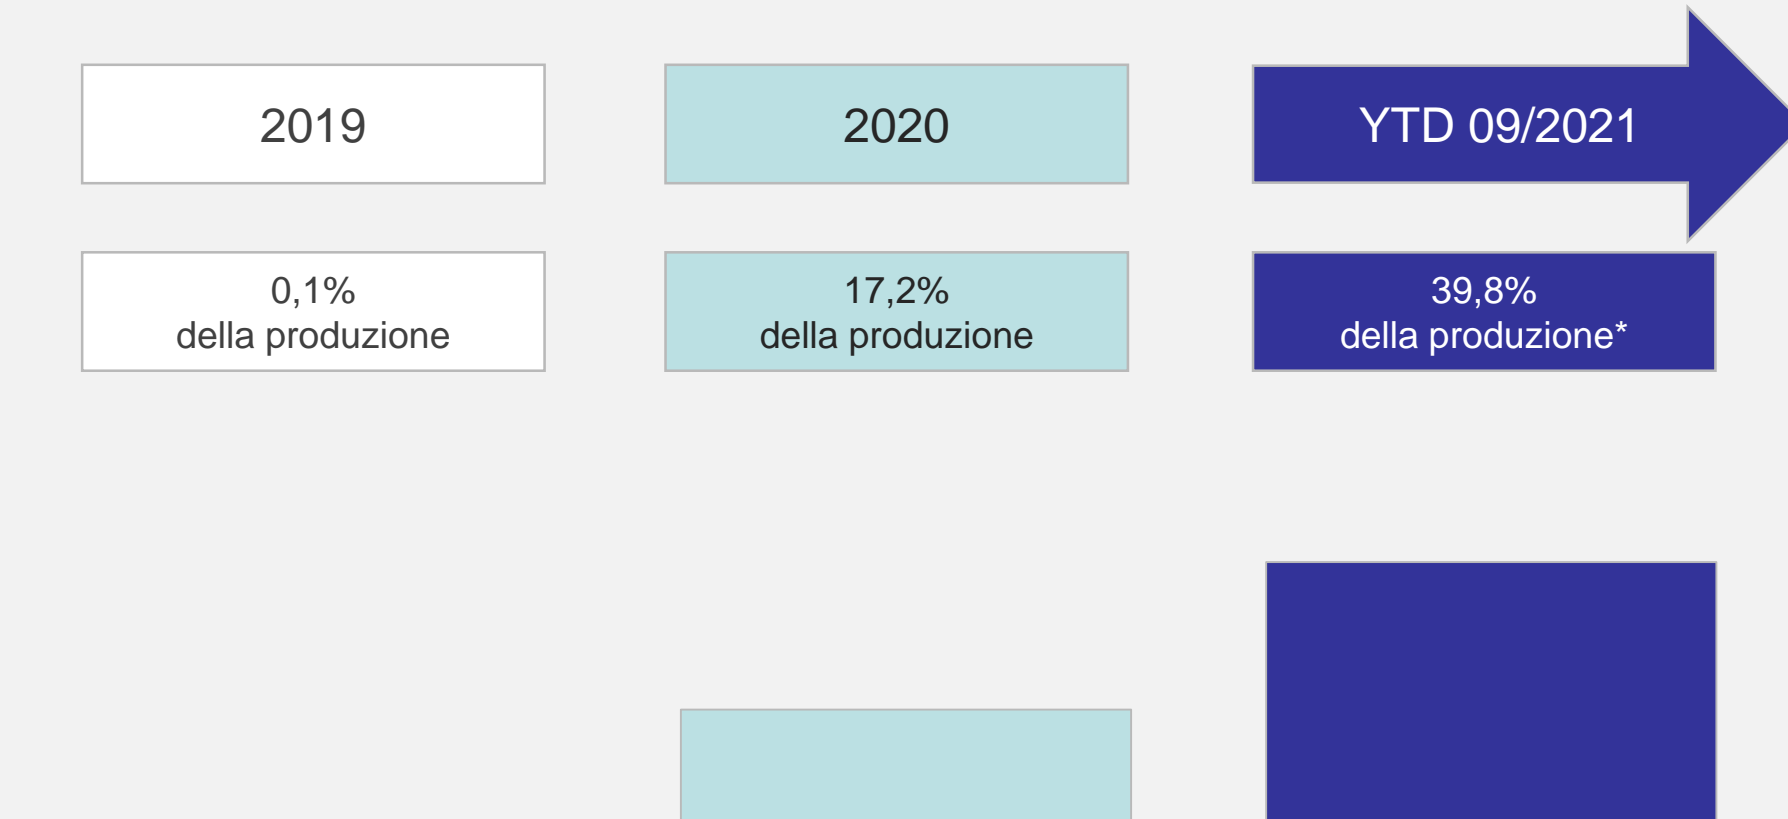 2019
2020
YTD 09/2021
0,1%
della produzione
17,2%
della produzione
39,8%
della produzione*